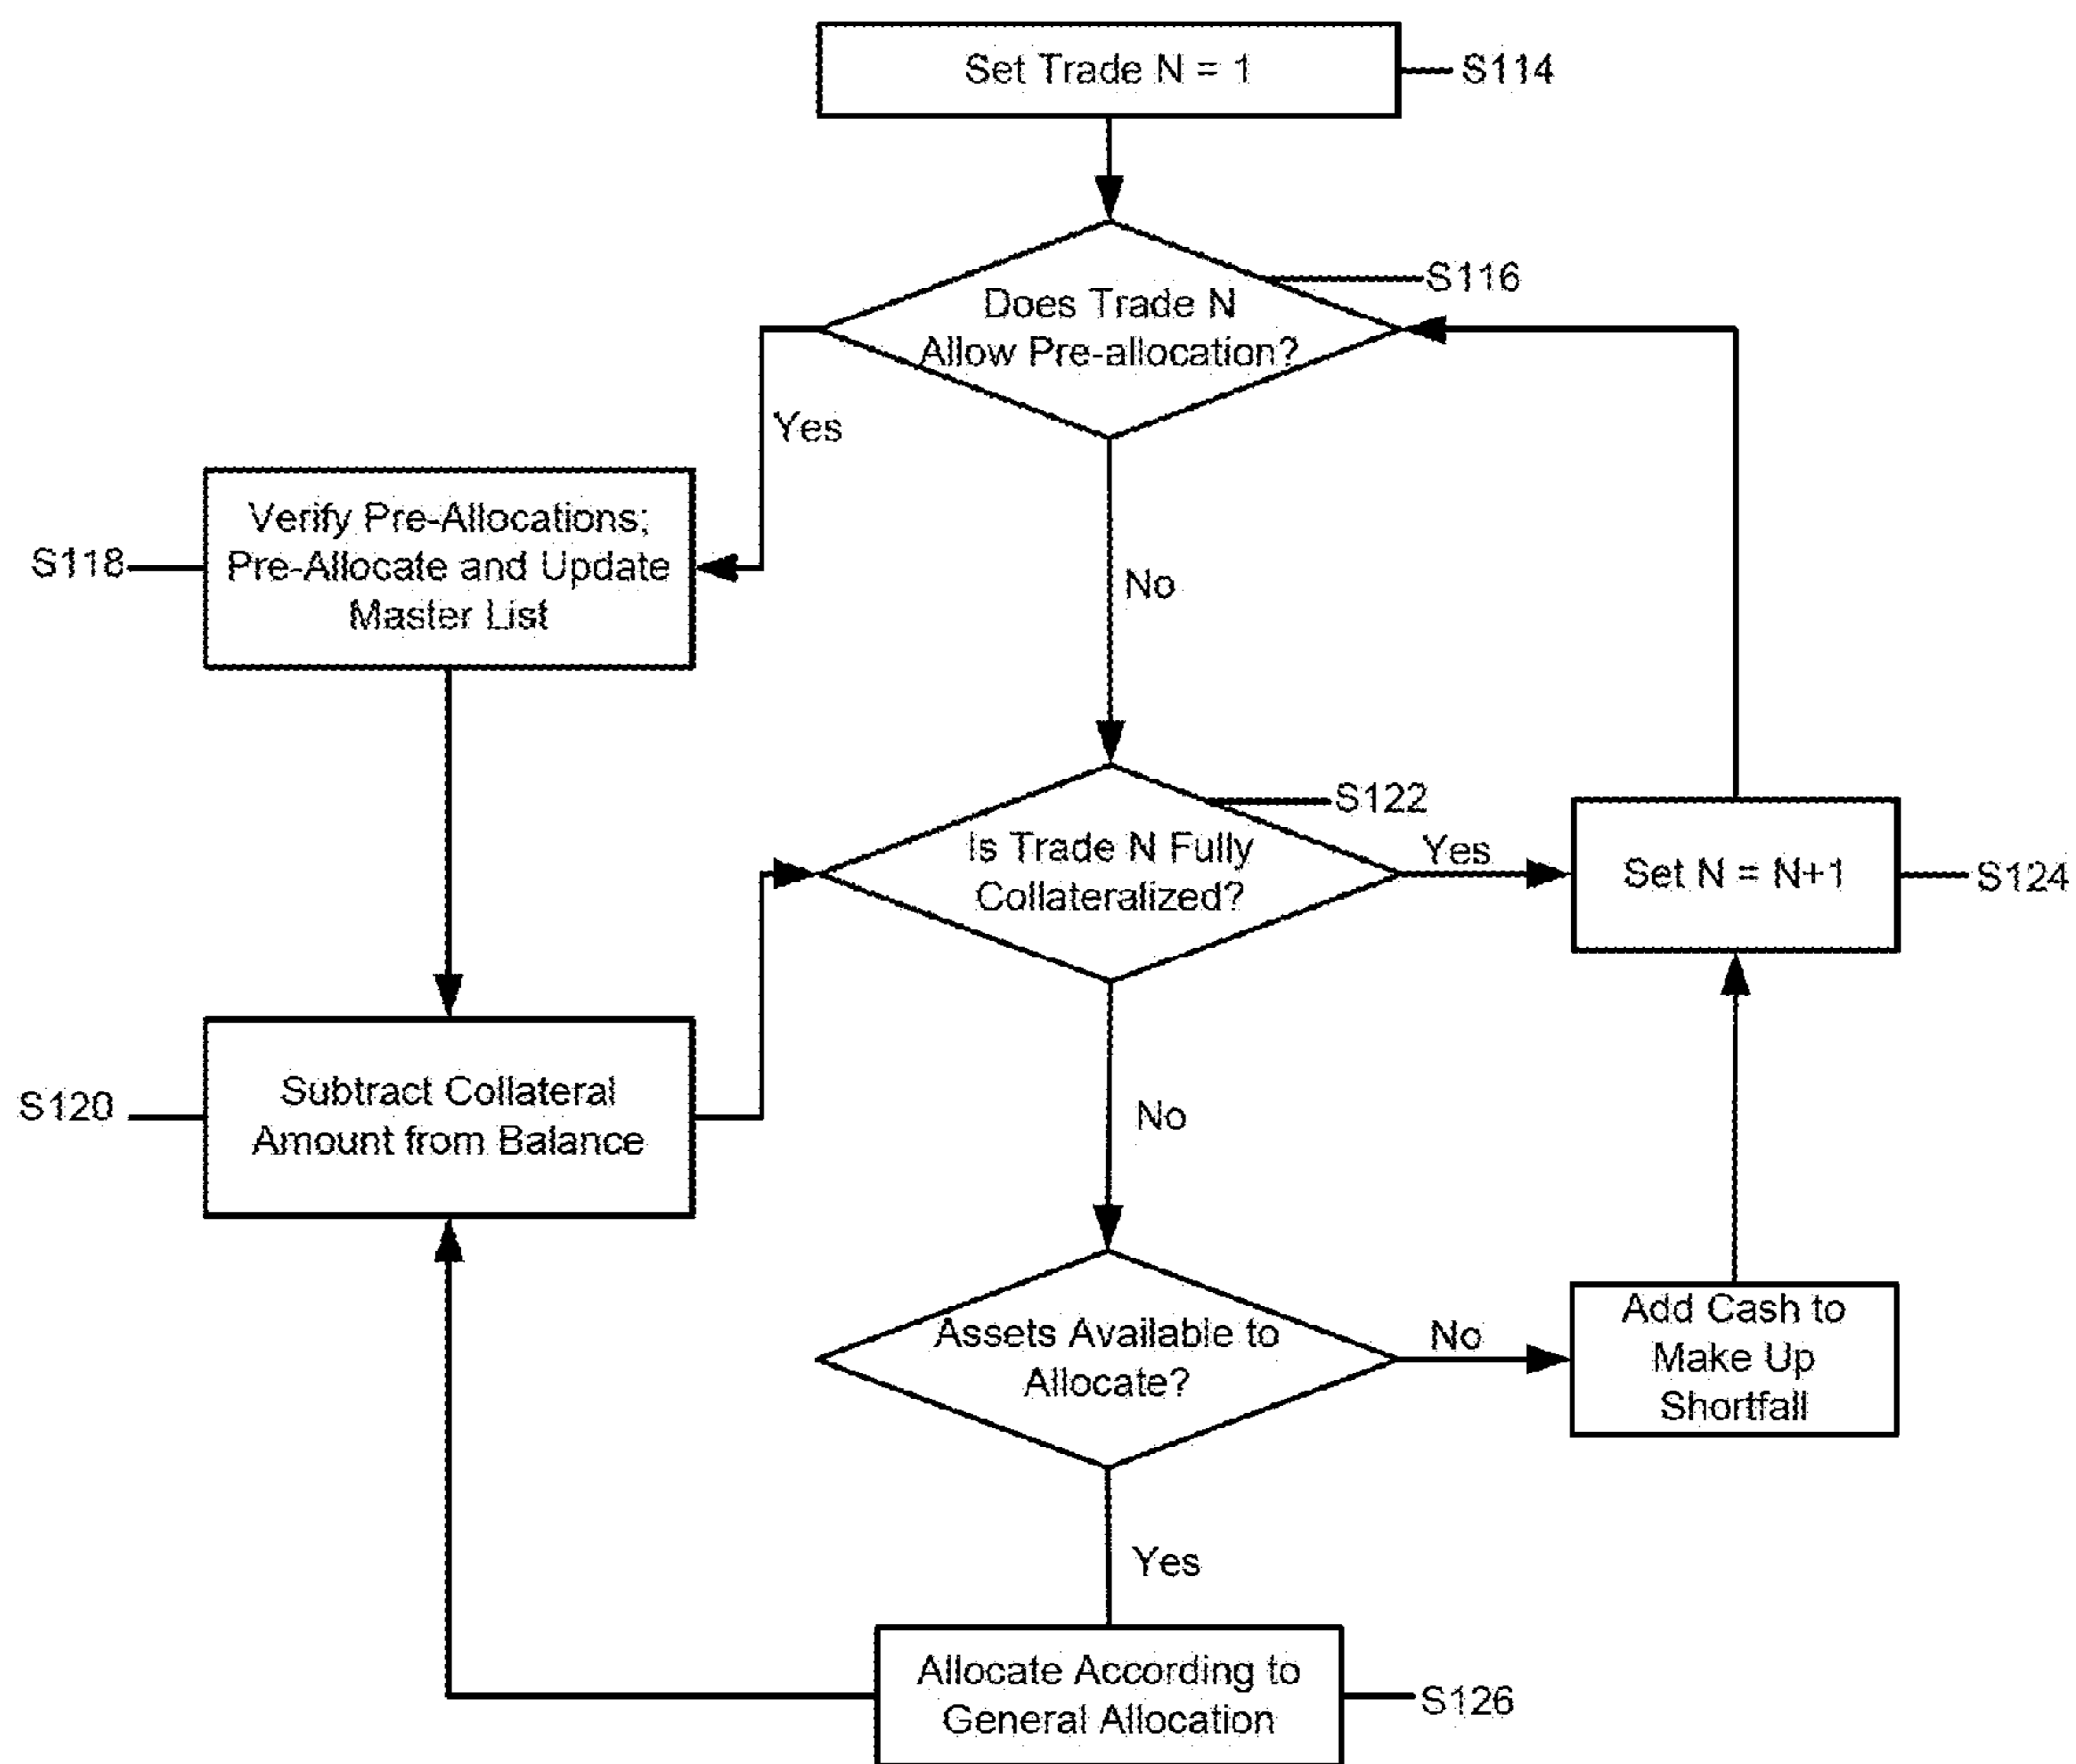 Set Trade N = 1
S114
S116
Does Trade N
Allow Pre-allocation?
Yes
Verify Pre-Allocations;
Pre-Allocate and Update
Master List
S118
No
S122
Is Trade N Fully
Collateralized?
Yes
Set N = N+1
S124
Subtract Collateral
Amount from Balance
S120
No
Assets Available to
Allocate?
No
Add Cash to
Make Up
Shortfall
Yes
Allocate According to
General Allocation
S126